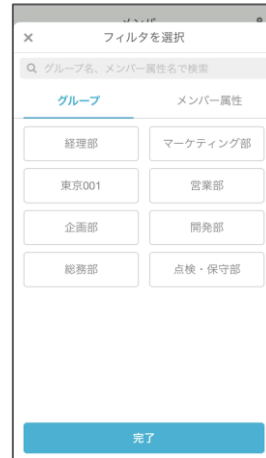 フィルタを選択
グループ名、メンバー属性名で検索
グループ メンバー属性
経理部 マーケティング部
東京001 営業部
企画部 開発部
総務部 点検・保守部
完了